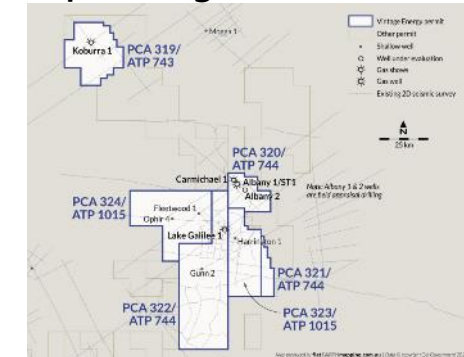 PCA 319/
ATP 743
Koburra 1
Vintage Energy permit
Other permit
Shallow well
Well under evaluation
Gas shows
Gas well
Existing 2D seismic survey
N
25 km
PCA 320/
ATP 744
Carmichael 1
Albany 1/ST1
Albany 2
Note: Albany 1 & 2 wells
are field appraisal drilling
PCA 324/
ATP 1015
Fleetwood 1
Ophir 4
Lake Galilee 1
Harrington 1
Gunn 2
PCA 321/
ATP 744
PCA 322/
ATP 744
PCA 323/
ATP 1015